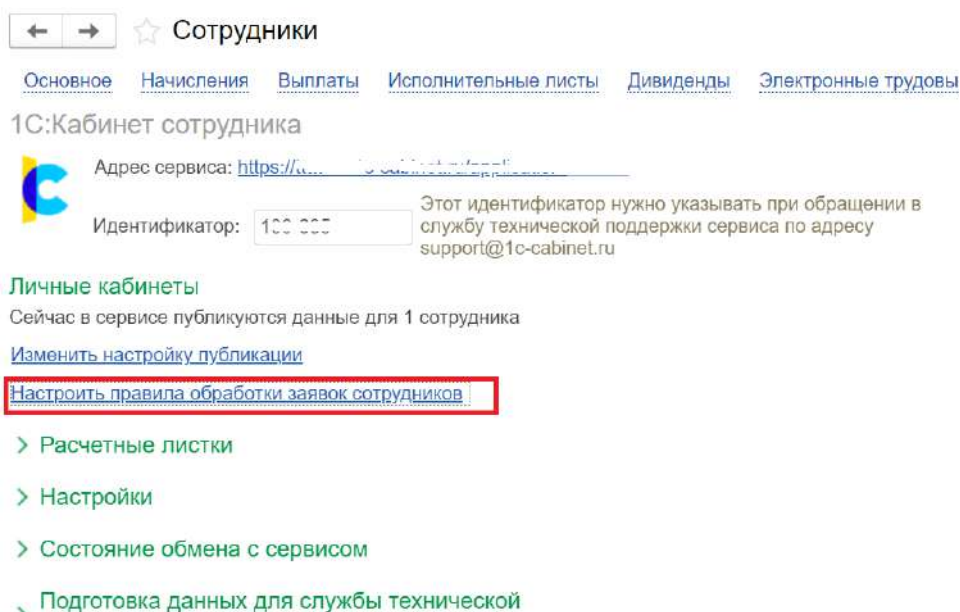 Сотрудники
Основное Начисления Выплаты Исполнительные листы Дивиденды Электронные трудовы
1С:Кабинет сотрудника
Адрес сервиса: https://
Этот идентификатор нужно указывать при обращении в
Идентификатор: службу технической поддержки сервиса по адресу
support@1c-cabinet.ru
Личные кабинеты
Сейчас в сервисе публикуются данные для 1 сотрудника
Изменить настройку публикации
Настроить правила обработки заявок сотрудников
Расчетные листки
Настройки
Состояние обмена с сервисом
Подготовка данных для службы технической